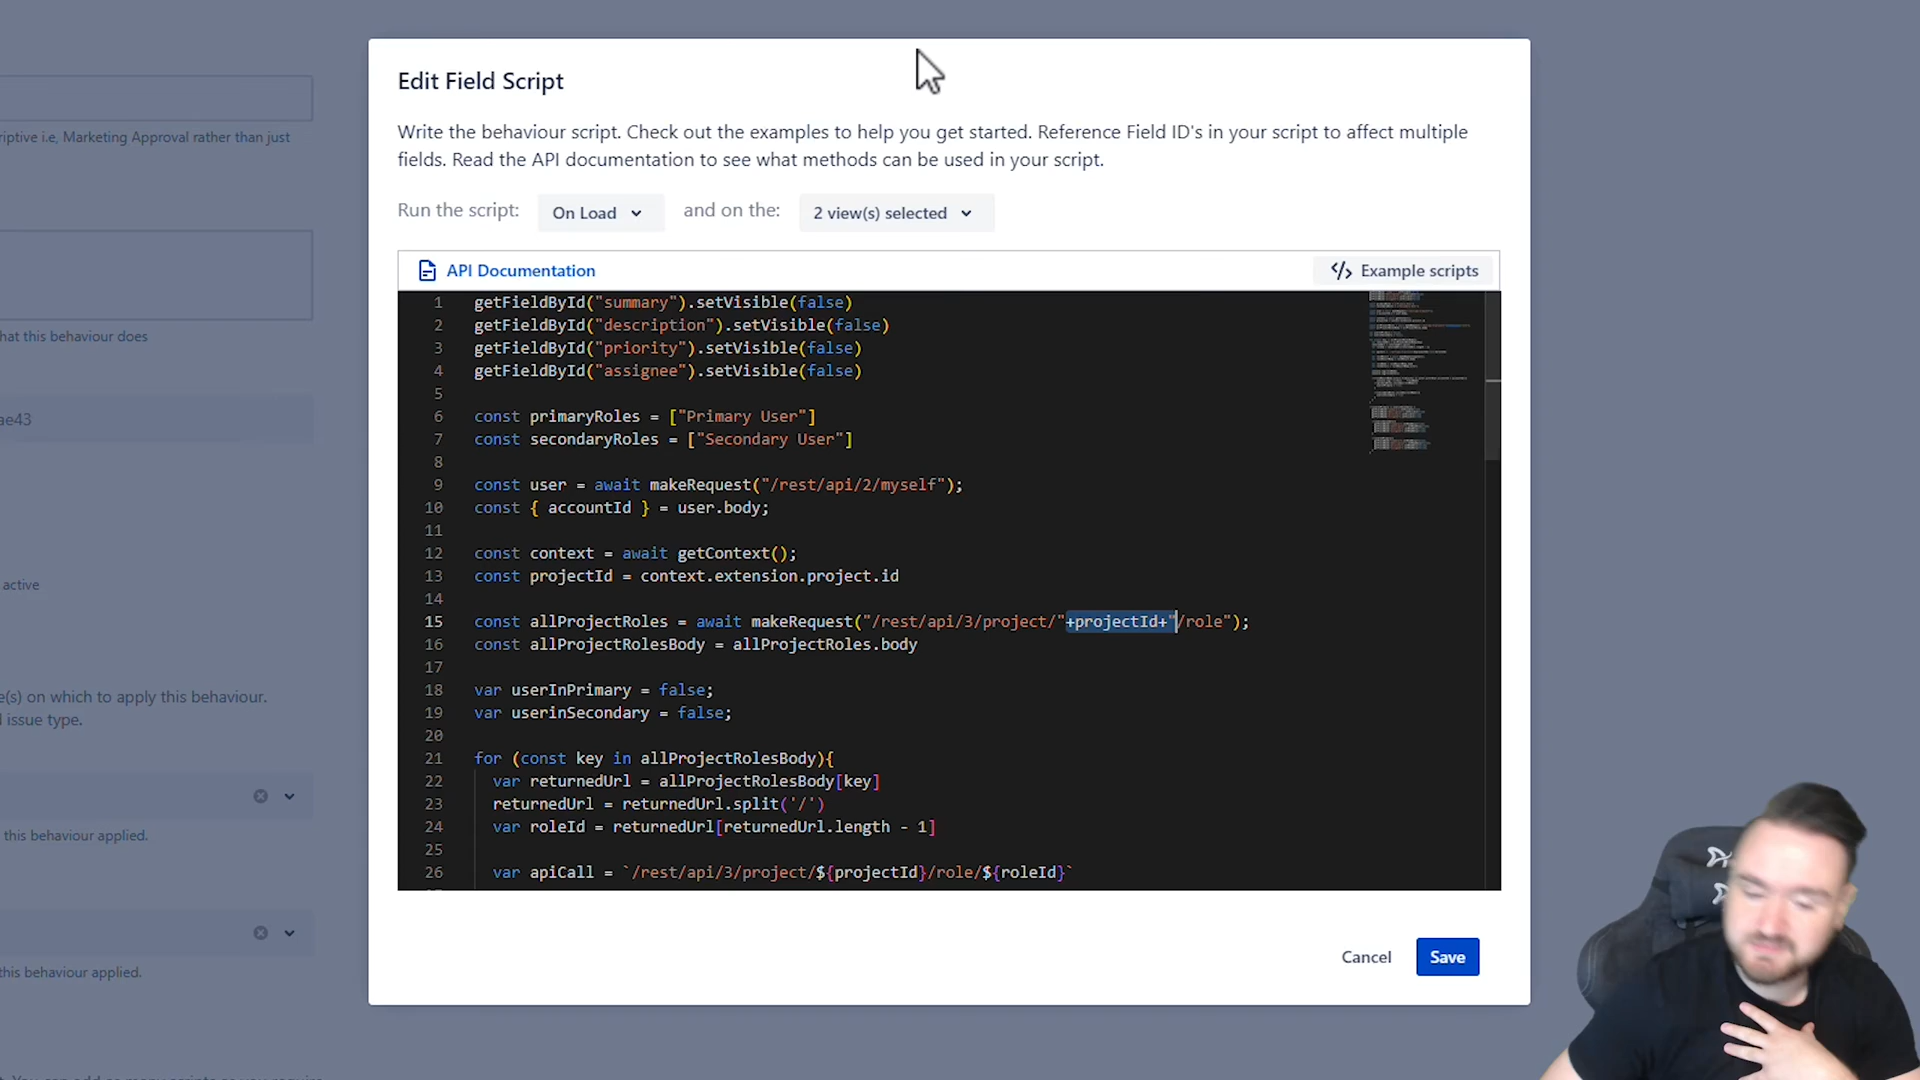 Edit Field Script
riptive i.e, Marketing Approval rather than just
Write the behaviour script. Check out the examples to help you get started. Reference Field ID's in your script to affect multiple
fields. Read the API documentation to see what methods can be used in your script.
Run the script: On Load and on the: 2 view(s) selected
API Documentation
</> Example scripts
1 getFieldById("summary").setVisible(false)
2 getFieldById("description").setVisible(false)
3 getFieldById("priority").setVisible(false)
4 getFieldById("assignee").setVisible(false)
5
6 const primaryRoles = ["Primary User"]
7 const secondaryRoles = ["Secondary User"]
8
9 const user = await makeRequest("/rest/api/2/myself");
10 const { accountId } = user.body;
11
12 const context = await getContext();
13 const projectId = context.extension.project.id
14
15 const allProjectRoles = await makeRequest("/rest/api/3/project/"+projectId+"/role");
16 const allProjectRolesBody = allProjectRoles.body
17
18 var userInPrimary = false;
19 var userinSecondary = false;
20
21 for (const key in allProjectRolesBody){
22 var returnedUrl = allProjectRolesBody[key]
23 returnedUrl = returnedUrl.split('/')
24 var roleId = returnedUrl[returnedUrl.length - 1]
25
26 var apiCall = `/rest/api/3/project/${projectId}/role/${roleId}`
hat this behaviour does
ae43
active
e(s) on which to apply this behaviour.
issue type.
this behaviour applied.
this behaviour applied.
Cancel
Save